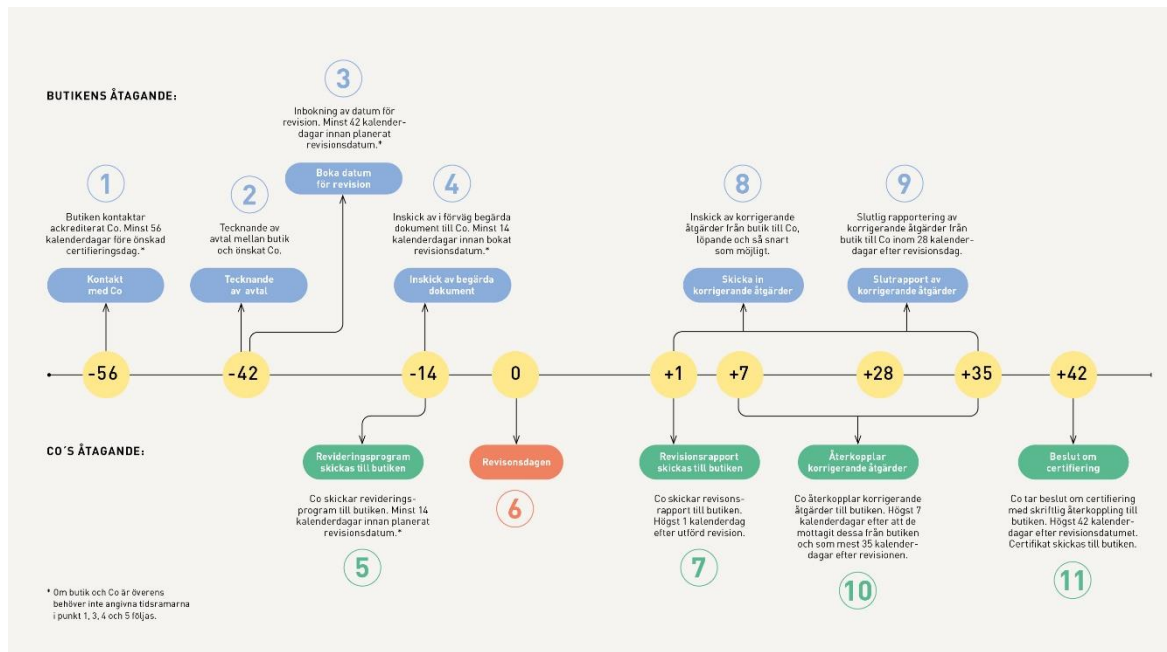 BUTIKENS ÅTAGANDE:
1
Butiken kontaktar
ackrediterat Co. Minst 56
kalenderdagar före önskad
certifieringsdag.*
Kontakt
med Co
2
Tecknande av
avtal mellan butik
och önskat Co.
Tecknande
av avtal
3
Inbokning av datum för
revision. Minst 42 kalender-
dagar innan planerat
revisionsdatum.*
Boka datum
för revision
4
Inskick av i förväg begärda
dokument till Co. Minst 14
kalenderdagar innan bokat
revisionsdatum.*
Inskick av begärda
dokument
8
Inskick av korrigerande
åtgärder från butik till Co,
löpande och så snart
som möjligt.
Skicka in
korrigerande åtgärder
9
Slutlig rapportering av
korrigerande åtgärder från
butik till Co inom 28 kalender-
dagar efter revisionsdag.
Slutrapport av
korrigerande åtgärder
-56
-42
-14
0
+1
+7
+28
+35
+42
CO´S ÅTAGANDE:
Revideringsprogram
skickas till butiken
Co skickar reviderings-
program till butiken. Minst 14
kalenderdagar innan planerat
revisionsdatum.*
5
Revisonsdagen
6
Revisionsrapport
skickas till butiken
Co skickar revisons-
rapport till butiken.
Högst 1 kalenderdag
efter utförd revision.
7
Återkopplar
korrigerande åtgärder
Co återkopplar korrigerande
åtgärder till butiken. Högst 7
kalenderdagar efter att de
mottagit dessa från butiken
och som mest 35 kalender-
dagar efter revisionen.
10
Beslut om
certifiering
Co tar beslut om certifiering
med skriftlig återkoppling till
butiken. Högst 42 kalender-
dagar efter revisionsdatumet.
Certifikat skickas till butiken.
11
* Om butik och Co är överens
behöver inte angivna tidsramarna
i punkt 1, 3, 4 och 5 följas.